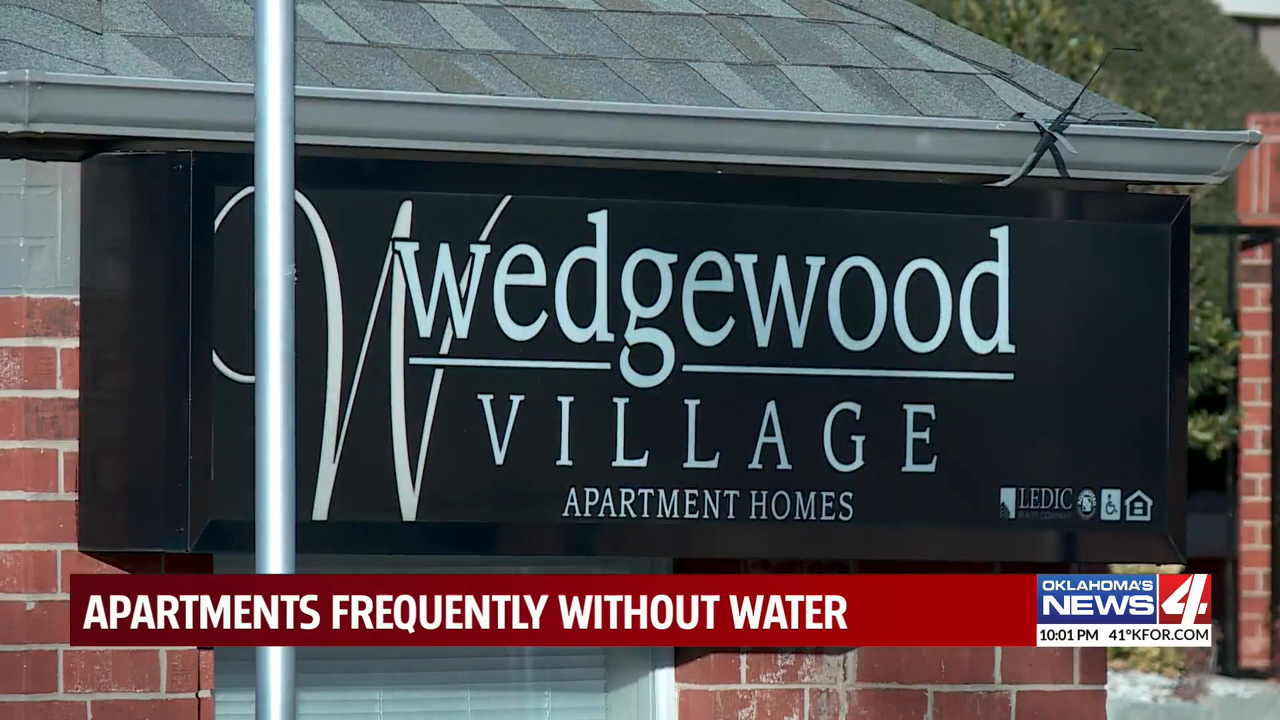 W
wedgewood
VILLAGE
APARTMENT HOMES
LEDIC
APARTMENTS FREQUENTLY WITHOUT WATER
OKLAHOMA'S
NEWS 4
10:01 PM 41° KFOR.COM